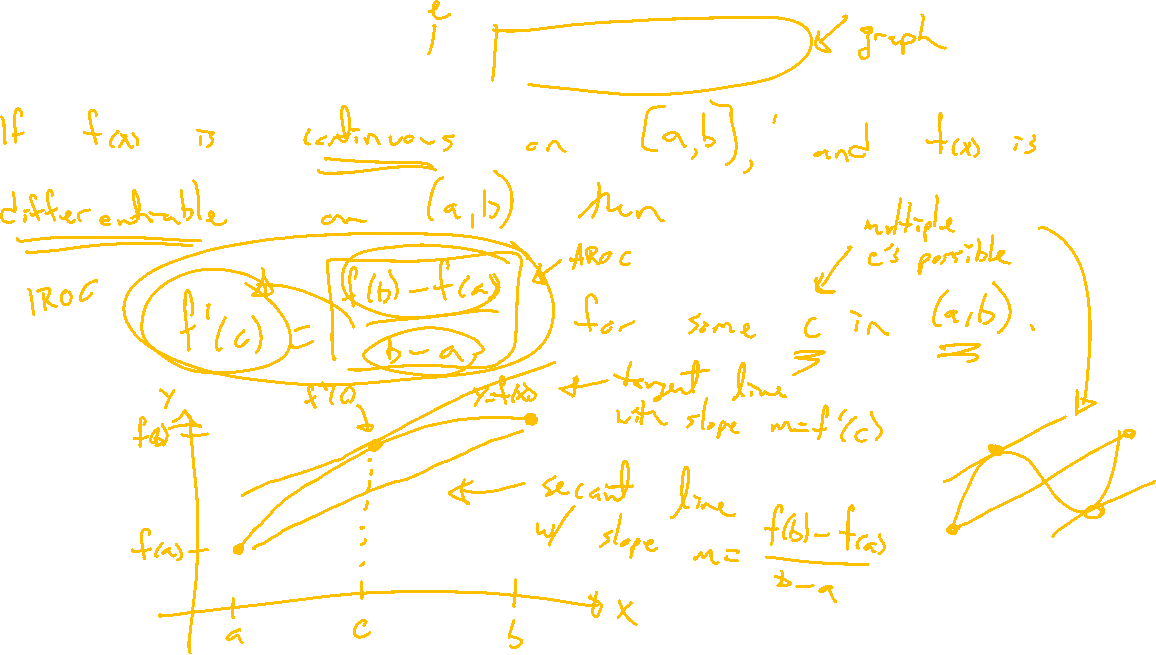 e
graph
If f(x) is continuous on [a,b], and f(x) is
differentiable on (a,b) then
multiple
c's possible
AROC
IROC
f'(c) = f(b)-f(a) / b-a for some c in (a,b).
Y
f'(c)
y=f(x)
tangent line
with slope m=f'(c)
f(b)
secant line
w/ slope m= f(b)-f(a) / b-a
f(a)
X
a c b